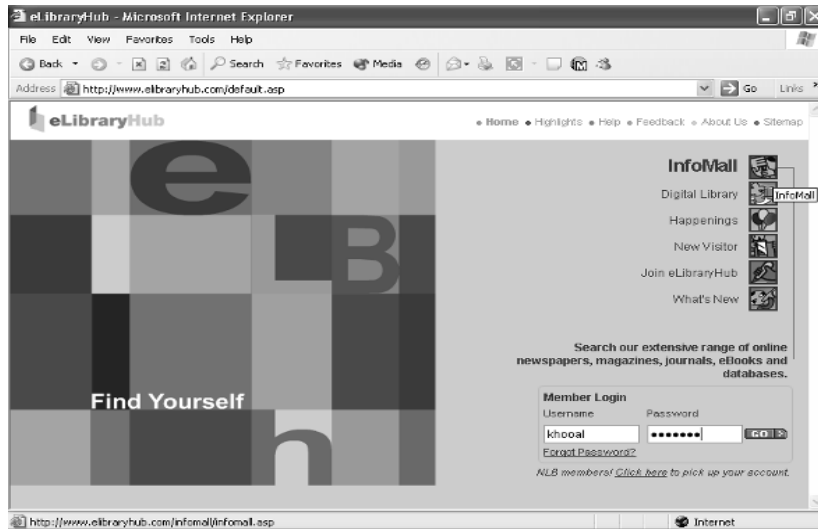 eLibraryHub - Microsoft Internet Explorer
File Edit View Favorites Tools Help
Back Search Favorites Media
Address http://www.elibraryhub.com/default.asp Go Links
eLibraryHub
Home Highlights Help Feedback About Us Sitemap
e
L B
InfoMall
Digital Library InfoMall
Happenings
New Visitor
Join eLibraryHub
What's New
Search our extensive range of online
newspapers, magazines, journals, eBooks and
databases.
Find Yourself
n
Member Login
Username Password
khooal ••••••• GO
Forgot Password?
NLB members! Click here to pick up your account.
http://www.elibraryhub.com/infomall/infomall.asp Internet